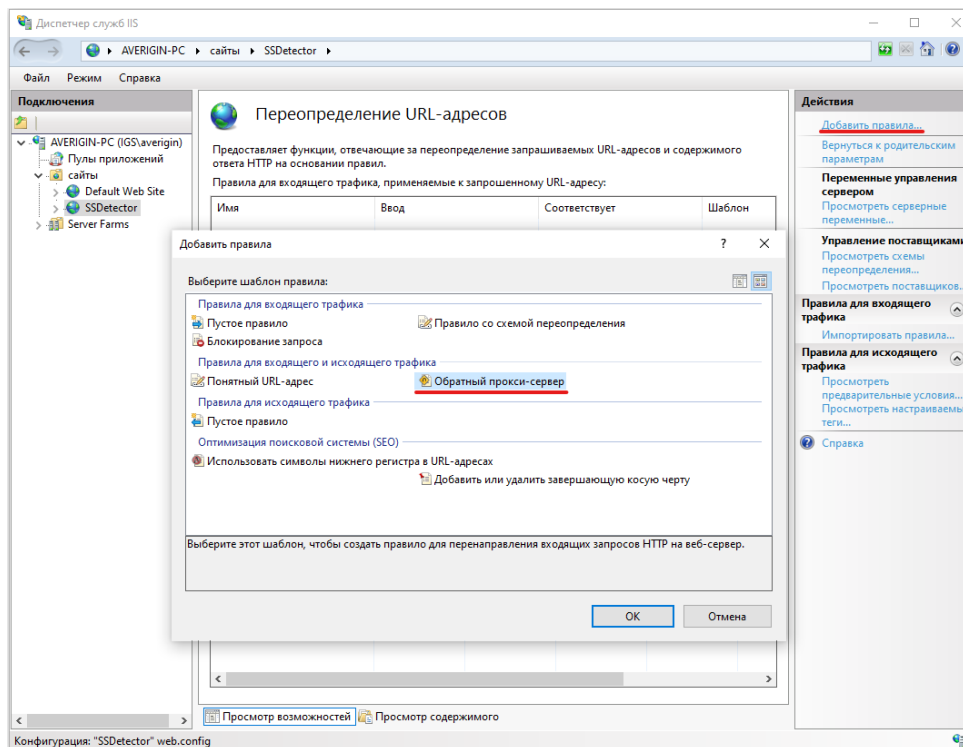 Диспетчер служб IIS
AVERIGIN-PC сайты SSDetector
Файл Режим Справка
Подключения
AVERIGIN-PC (IGS\averigin)
Пулы приложений
сайты
Default Web Site
SSDetector
Server Farms
Переопределение URL-адресов
Предоставляет функции, отвечающие за переопределение запрашиваемых URL-адресов и содержимого
ответа HTTP на основании правил.
Правила для входящего трафика, применяемые к запрошенному URL-адресу:
Имя Ввод Соответствует Шаблон
Добавить правила
?
Выберите шаблон правила:
Правила для входящего трафика
Пустое правило Правило со схемой переопределения
Блокирование запроса
Правила для входящего и исходящего трафика
Понятный URL-адрес Обратный прокси-сервер
Правила для исходящего трафика
Пустое правило
Оптимизация поисковой системы (SEO)
Использовать символы нижнего регистра в URL-адресах
Добавить или удалить завершающую косую черту
Выберите этот шаблон, чтобы создать правило для перенаправления входящих запросов HTTP на веб-сервер.
OK Отмена
Просмотр возможностей Просмотр содержимого
Действия
Добавить правила...
Вернуться к родительским
параметрам
Переменные управления
сервером
Просмотреть серверные
переменные...
Управление поставщиками
Просмотреть схемы
переопределения...
Просмотреть поставщиков..
Правила для входящего
трафика
Импортировать правила...
Правила для исходящего
трафика
Просмотреть
предварительные условия...
Просмотреть настраиваемы
теги...
Справка
Конфигурация: "SSDetector" web.config